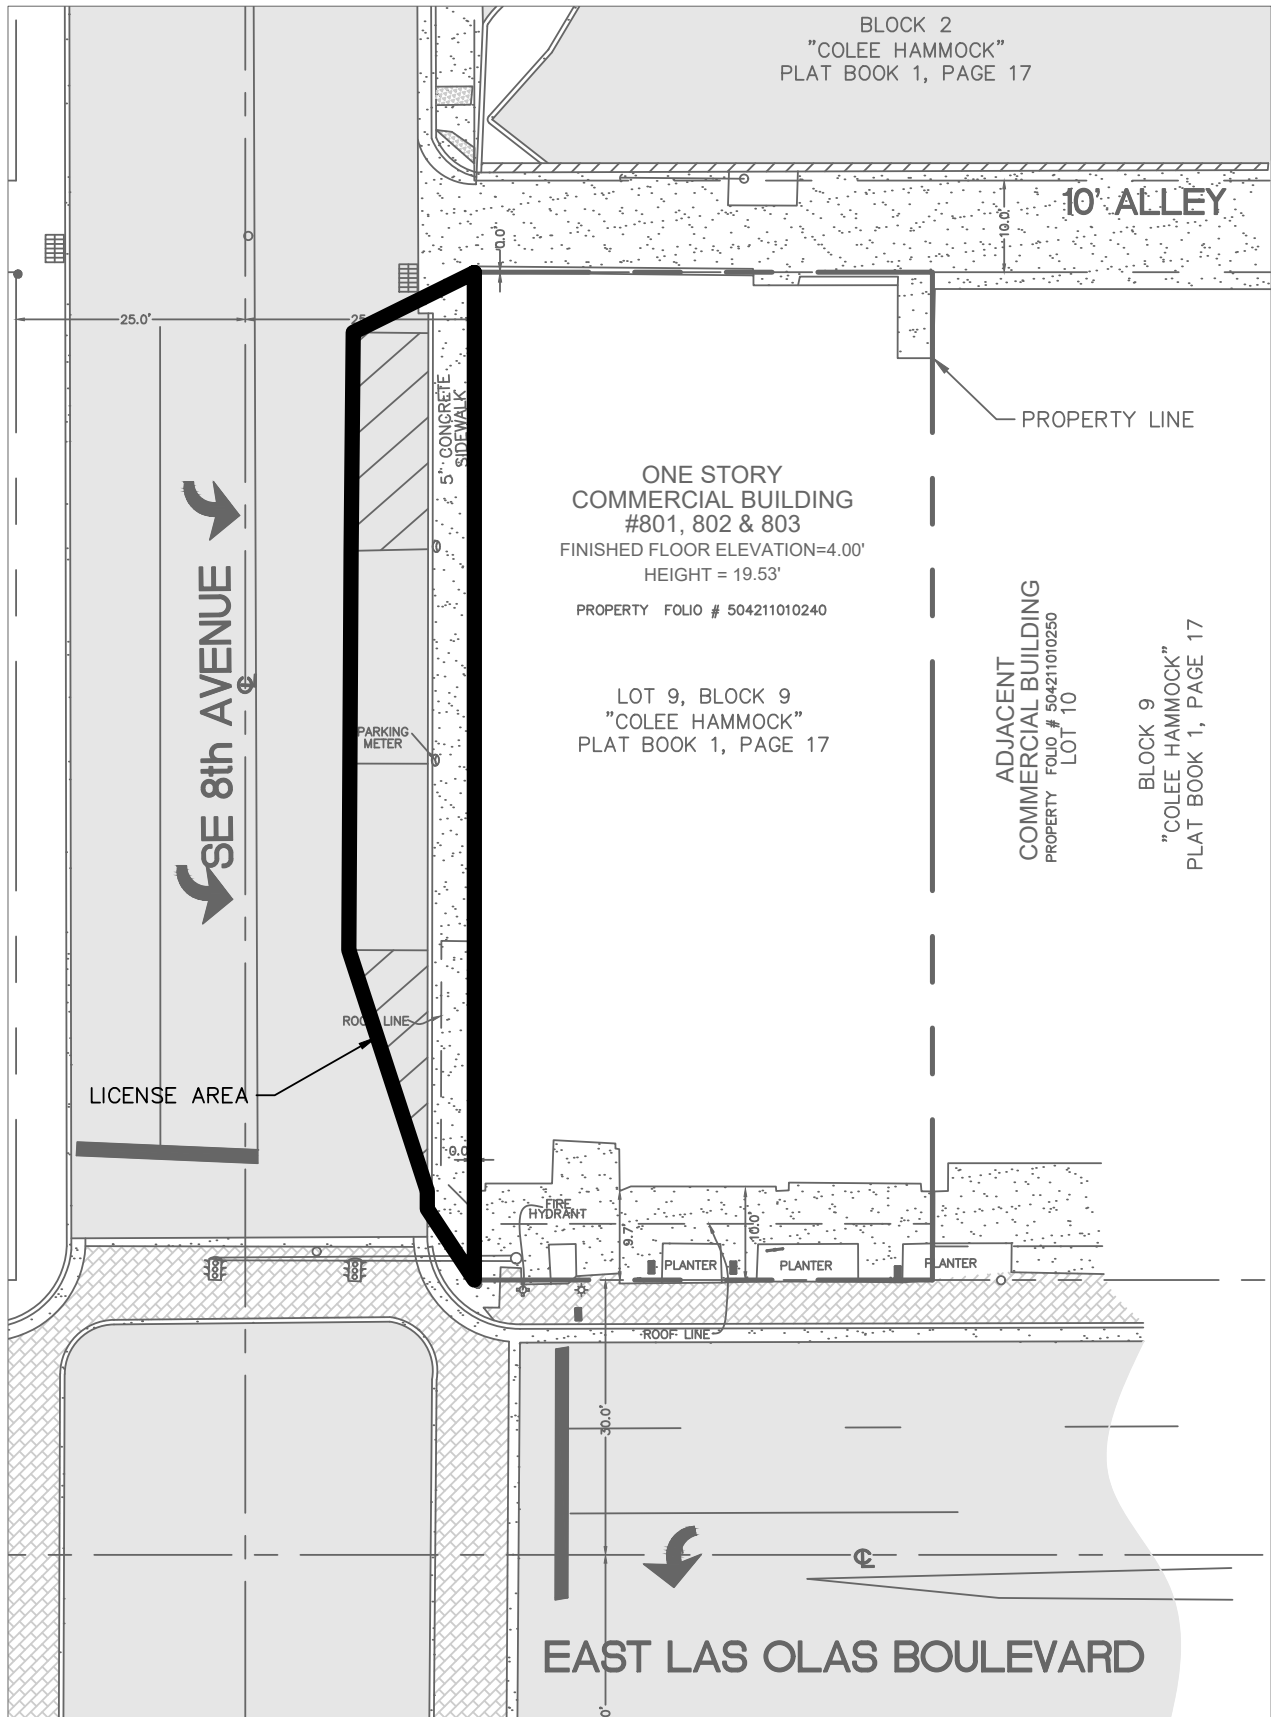 BLOCK 2
"COLEE HAMMOCK"
PLAT BOOK 1, PAGE 17
10' ALLEY
0.0'
10.0'
25.0'
25
5" CONCRETE
SIDEWALK
PROPERTY LINE
ONE STORY
COMMERCIAL BUILDING
#801, 802 & 803
FINISHED FLOOR ELEVATION=4.00'
HEIGHT = 19.53'
PROPERTY FOLIO # 504211010240
LOT 9, BLOCK 9
"COLEE HAMMOCK"
PLAT BOOK 1, PAGE 17
ADJACENT
COMMERCIAL BUILDING
PROPERTY FOLIO # 504211010250
LOT 10
BLOCK 9
"COLEE HAMMOCK"
PLAT BOOK 1, PAGE 17
SE 8th AVENUE
PARKING
METER
ROOF LINE
LICENSE AREA
0.0
FIRE
HYDRANT
9.7'
10.0'
PLANTER
PLANTER
PLANTER
ROOF LINE
30.0'
EAST LAS OLAS BOULEVARD